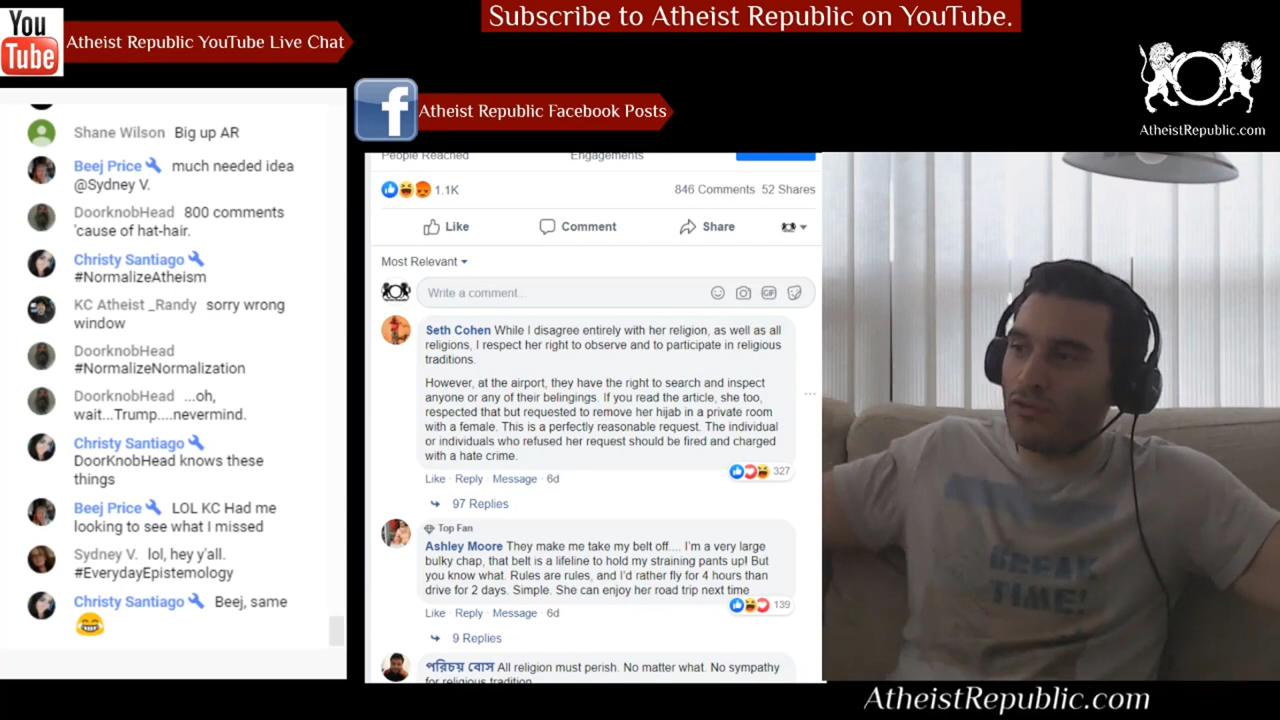 Subscribe to Atheist Republic on YouTube.
You
Tube
Atheist Republic YouTube Live Chat
AtheistRepublic.com
f
Atheist Republic Facebook Posts
Shane Wilson Big up AR
Beej Price much needed idea
@Sydney V.
DoorknobHead 800 comments
'cause of hat-hair.
Christy Santiago
#NormalizeAtheism
KC Atheist _Randy sorry wrong
window
DoorknobHead
#NormalizeNormalization
DoorknobHead ...oh,
wait...Trump....nevermind.
Christy Santiago
DoorKnobHead knows these
things
Beej Price LOL KC Had me
looking to see what I missed
Sydney V. lol, hey y'all.
#EverydayEpistemology
Christy Santiago Beej, same
People Reached Engagements
1.1K 846 Comments 52 Shares
Like Comment Share
Most Relevant
Write a comment...
GIF
Seth Cohen While I disagree entirely with her religion, as well as all
religions, I respect her right to observe and to participate in religious
traditions.
However, at the airport, they have the right to search and inspect
anyone or any of their belingings. If you read the article, she too,
respected that but requested to remove her hijab in a private room
with a female. This is a perfectly reasonable request. The individual
or individuals who refused her request should be fired and charged
with a hate crime.
327
Like · Reply · Message · 6d
97 Replies
Top Fan
Ashley Moore They make me take my belt off.... I'm a very large
bulky chap, that belt is a lifeline to hold my straining pants up! But
you know what. Rules are rules, and I'd rather fly for 4 hours than
drive for 2 days. Simple. She can enjoy her road trip next time
139
Like · Reply · Message · 6d
9 Replies
পরিচয় বোস All religion must perish. No matter what. No sympathy
for religious tradition
BREAK
TIME!
AtheistRepublic.com